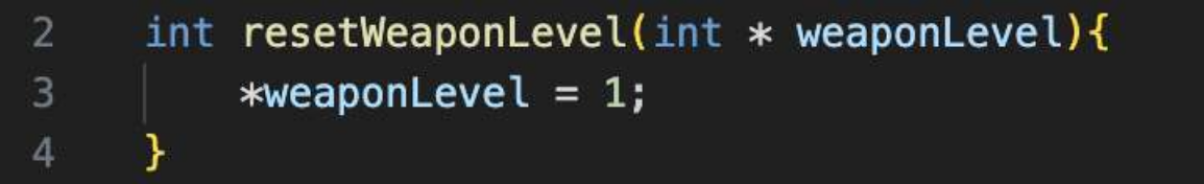 2 int resetWeaponLevel(int * weaponLevel){
3 *weaponLevel = 1;
4 }